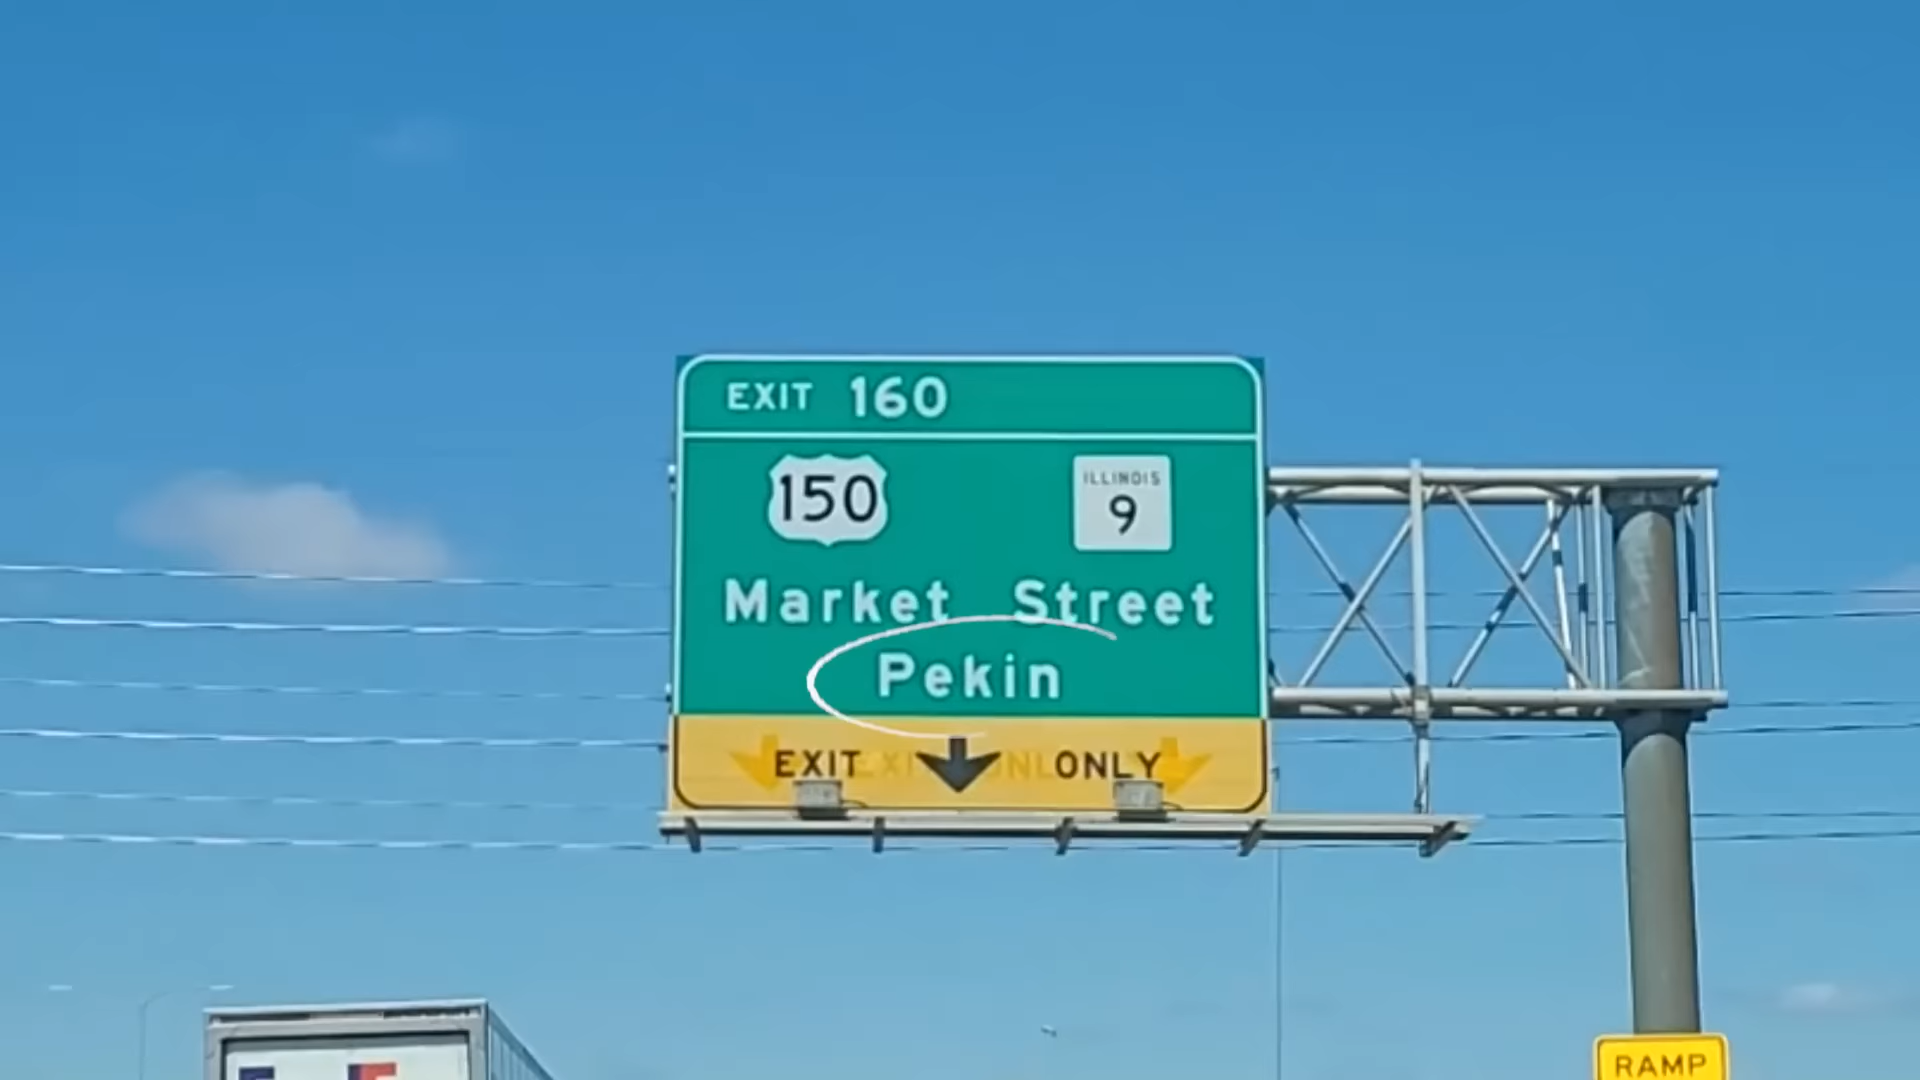 EXIT 160
150
ILLINOIS
9
Market Street
Pekin
EXIT ONLY
RAMP